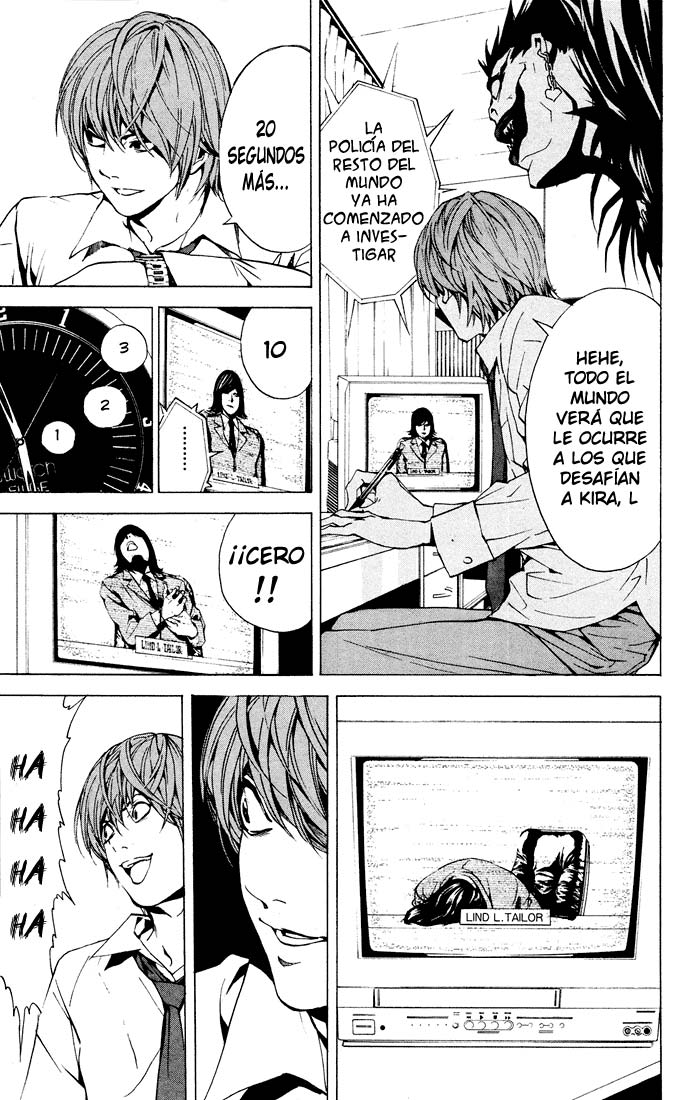 LA
POLICÍA DEL
RESTO DEL
MUNDO
YA HA
COMENZADO
A INVES-
TIGAR
HEHE,
TODO EL
MUNDO
VERÁ QUE
LE OCURRE
A LOS QUE
DESAFÍAN
A KIRA, L
20
SEGUNDOS
MÁS...
10
LIND L. TAILOR
3
2
1
¡¡CERO
!!
LIND L. TAILOR
LIND L. TAILOR
HA
HA
HA
HA